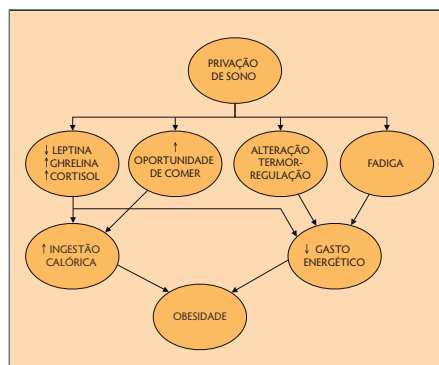 PRIVAÇÃO
DE SONO
↓ LEPTINA
↑ GHRELINA
↑ CORTISOL
↑
OPORTUNIDADE
DE COMER
ALTERAÇÃO
TERMOR-
REGULAÇÃO
FADIGA
↑ INGESTÃO
CALÓRICA
↓ GASTO
ENERGÉTICO
OBESIDADE